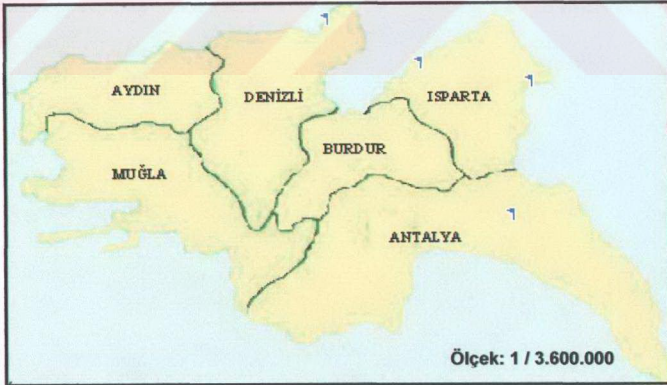 AYDIN
DENİZLİ
ISPARTA
BURDUR
MUĞLA
ANTALYA
Ölçek: 1 / 3.600.000